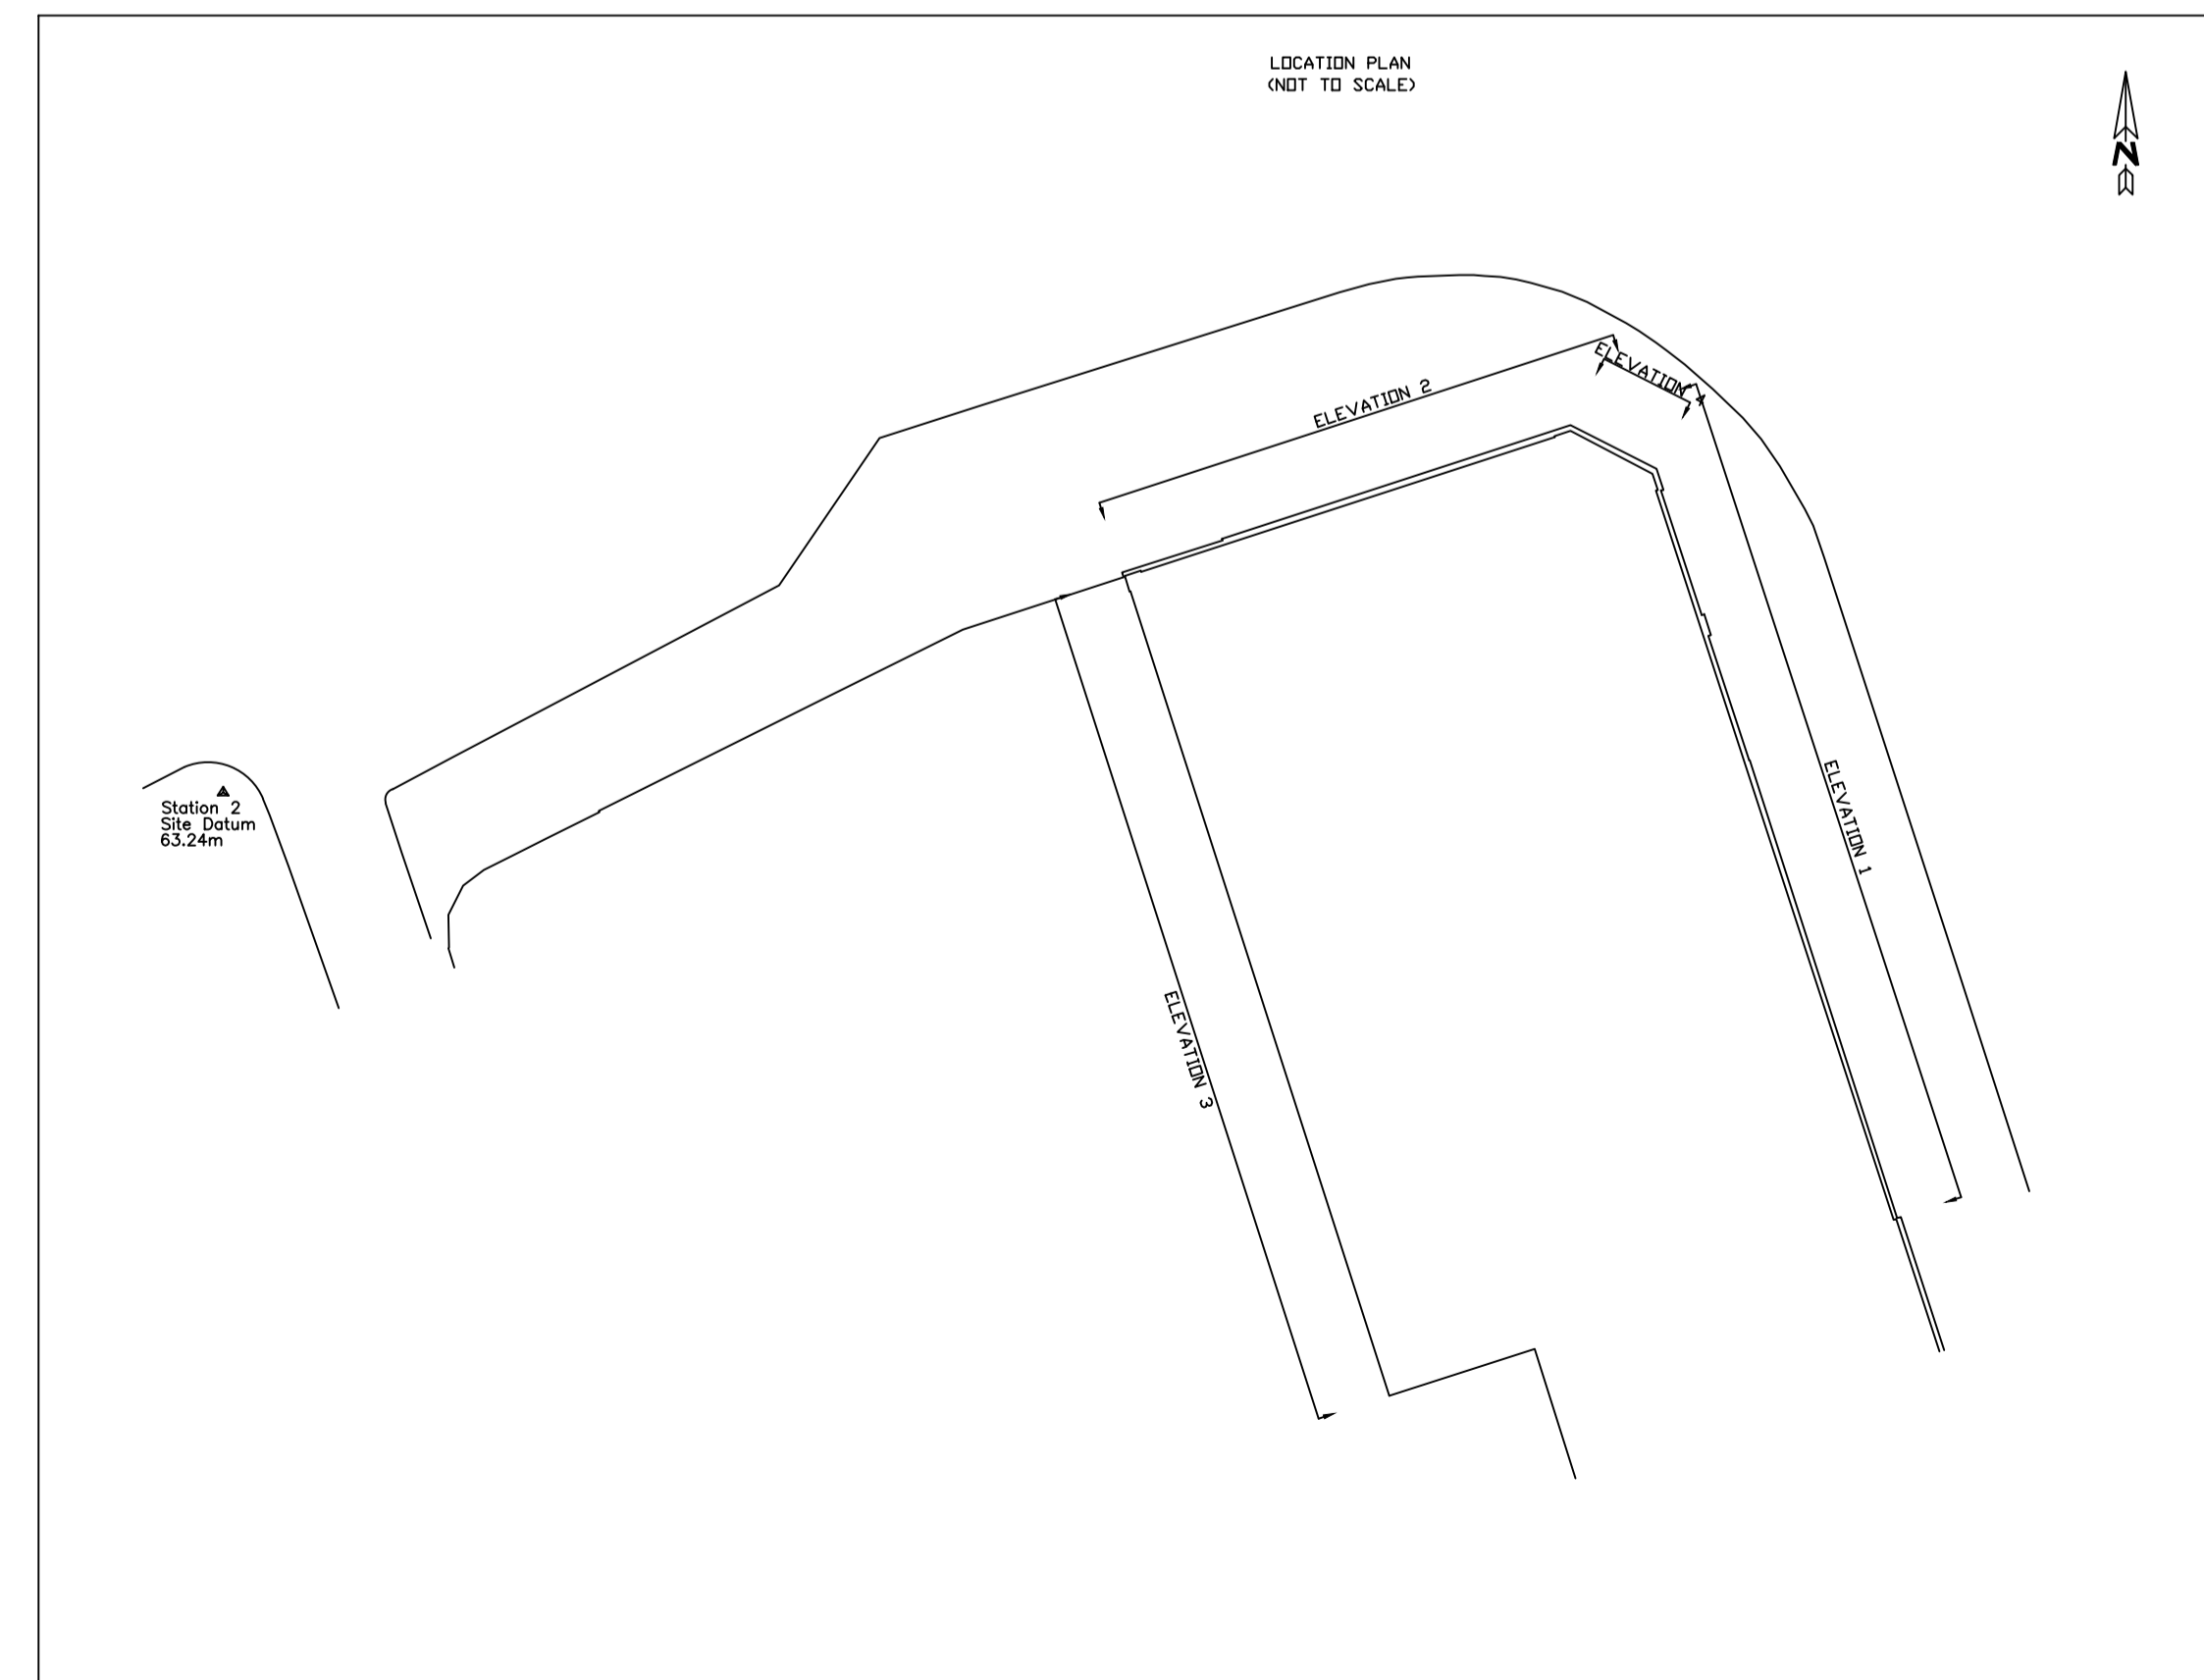 LOCATION PLAN
(NOT TO SCALE)
N
ELEVATION 2
ELEVATION 4
ELEVATION 1
Station 2
Site Datum
63.24m
ELEVATION 3